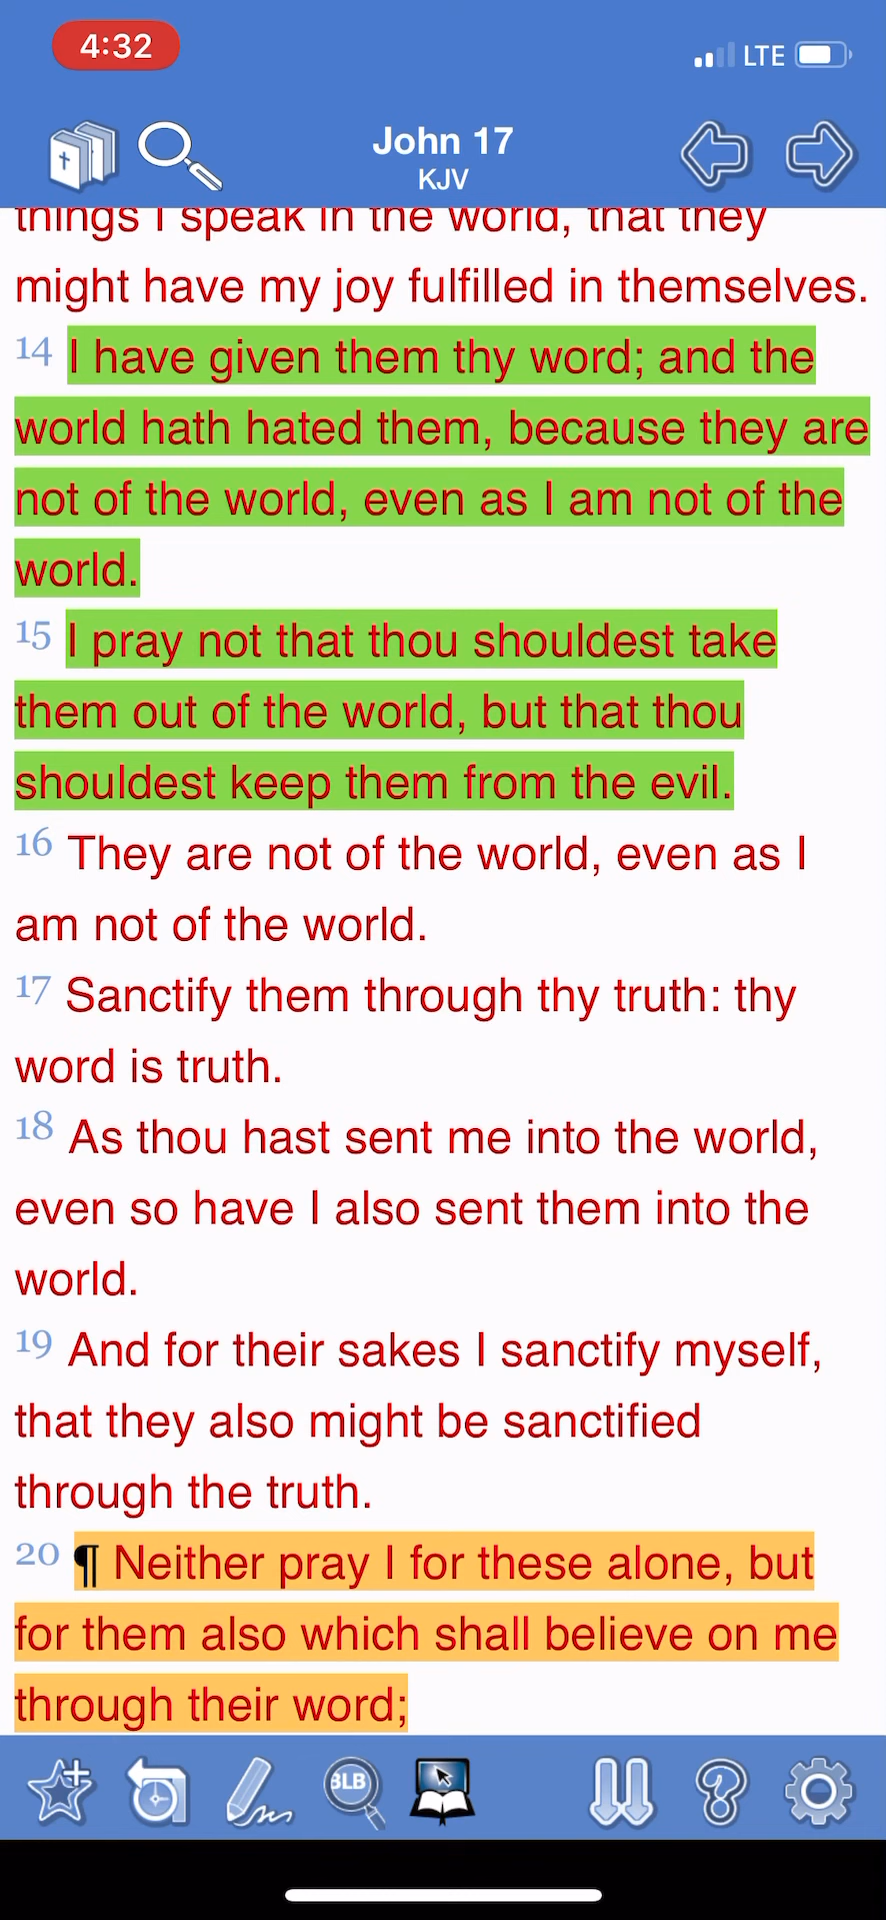 4:32
LTE
John 17
KJV
things I speak in the world, that they
might have my joy fulfilled in themselves.
14 I have given them thy word; and the
world hath hated them, because they are
not of the world, even as I am not of the
world.
15 I pray not that thou shouldest take
them out of the world, but that thou
shouldest keep them from the evil.
16 They are not of the world, even as I
am not of the world.
17 Sanctify them through thy truth: thy
word is truth.
18 As thou hast sent me into the world,
even so have I also sent them into the
world.
19 And for their sakes I sanctify myself,
that they also might be sanctified
through the truth.
20 ¶ Neither pray I for these alone, but
for them also which shall believe on me
through their word;
BLB